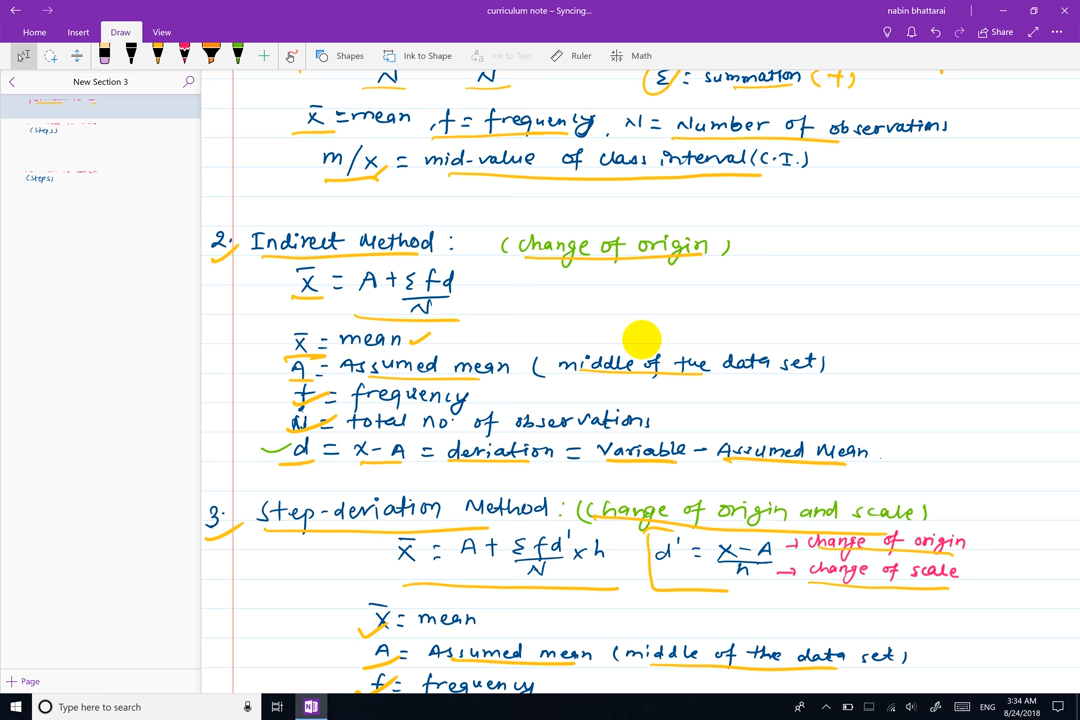 curriculum note – Syncing...
nabin bhattarai
Home Insert Draw View
Share
Shapes Ink to Shape Ink to Text Ruler Math
New Section 3
(steps)
(steps)
N N Σ = summation (+)
x̄ = mean, f = frequency, N = Number of observations
m/x = mid-value of class interval (C.I.)
2. Indirect Method: (change of origin)
x̄ = A + Σfd/N
x̄ = mean
A = Assumed mean (middle of the data set)
f = frequency
N = total no. of observations
d = x-A = deviation = variable - Assumed Mean.
3. Step-deviation Method: (change of origin and scale)
x̄ = A + Σfd'/N x h d' = x-A/h → change of origin
→ change of scale
x̄ = mean
A = Assumed mean (middle of the data set)
f = frequency
+ Page
Type here to search
ENG
3:34 AM
8/24/2018